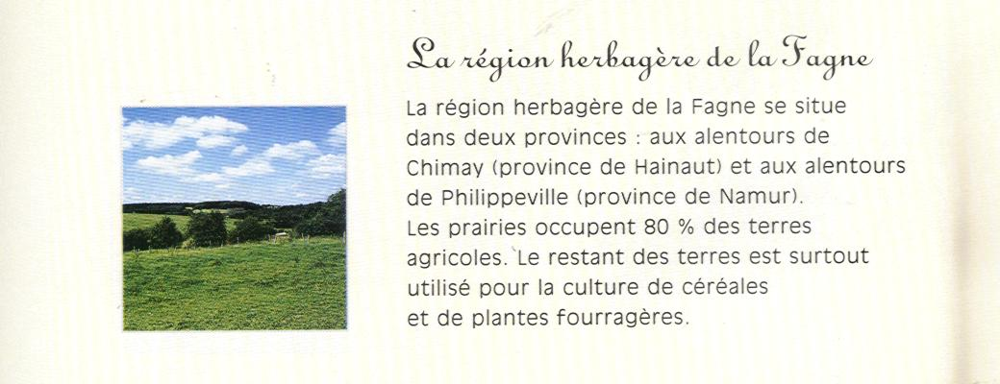 La région herbagère de la Fagne
La région herbagère de la Fagne se situe
dans deux provinces : aux alentours de
Chimay (province de Hainaut) et aux alentours
de Philippeville (province de Namur).
Les prairies occupent 80 % des terres
agricoles. Le restant des terres est surtout
utilisé pour la culture de céréales
et de plantes fourragères.